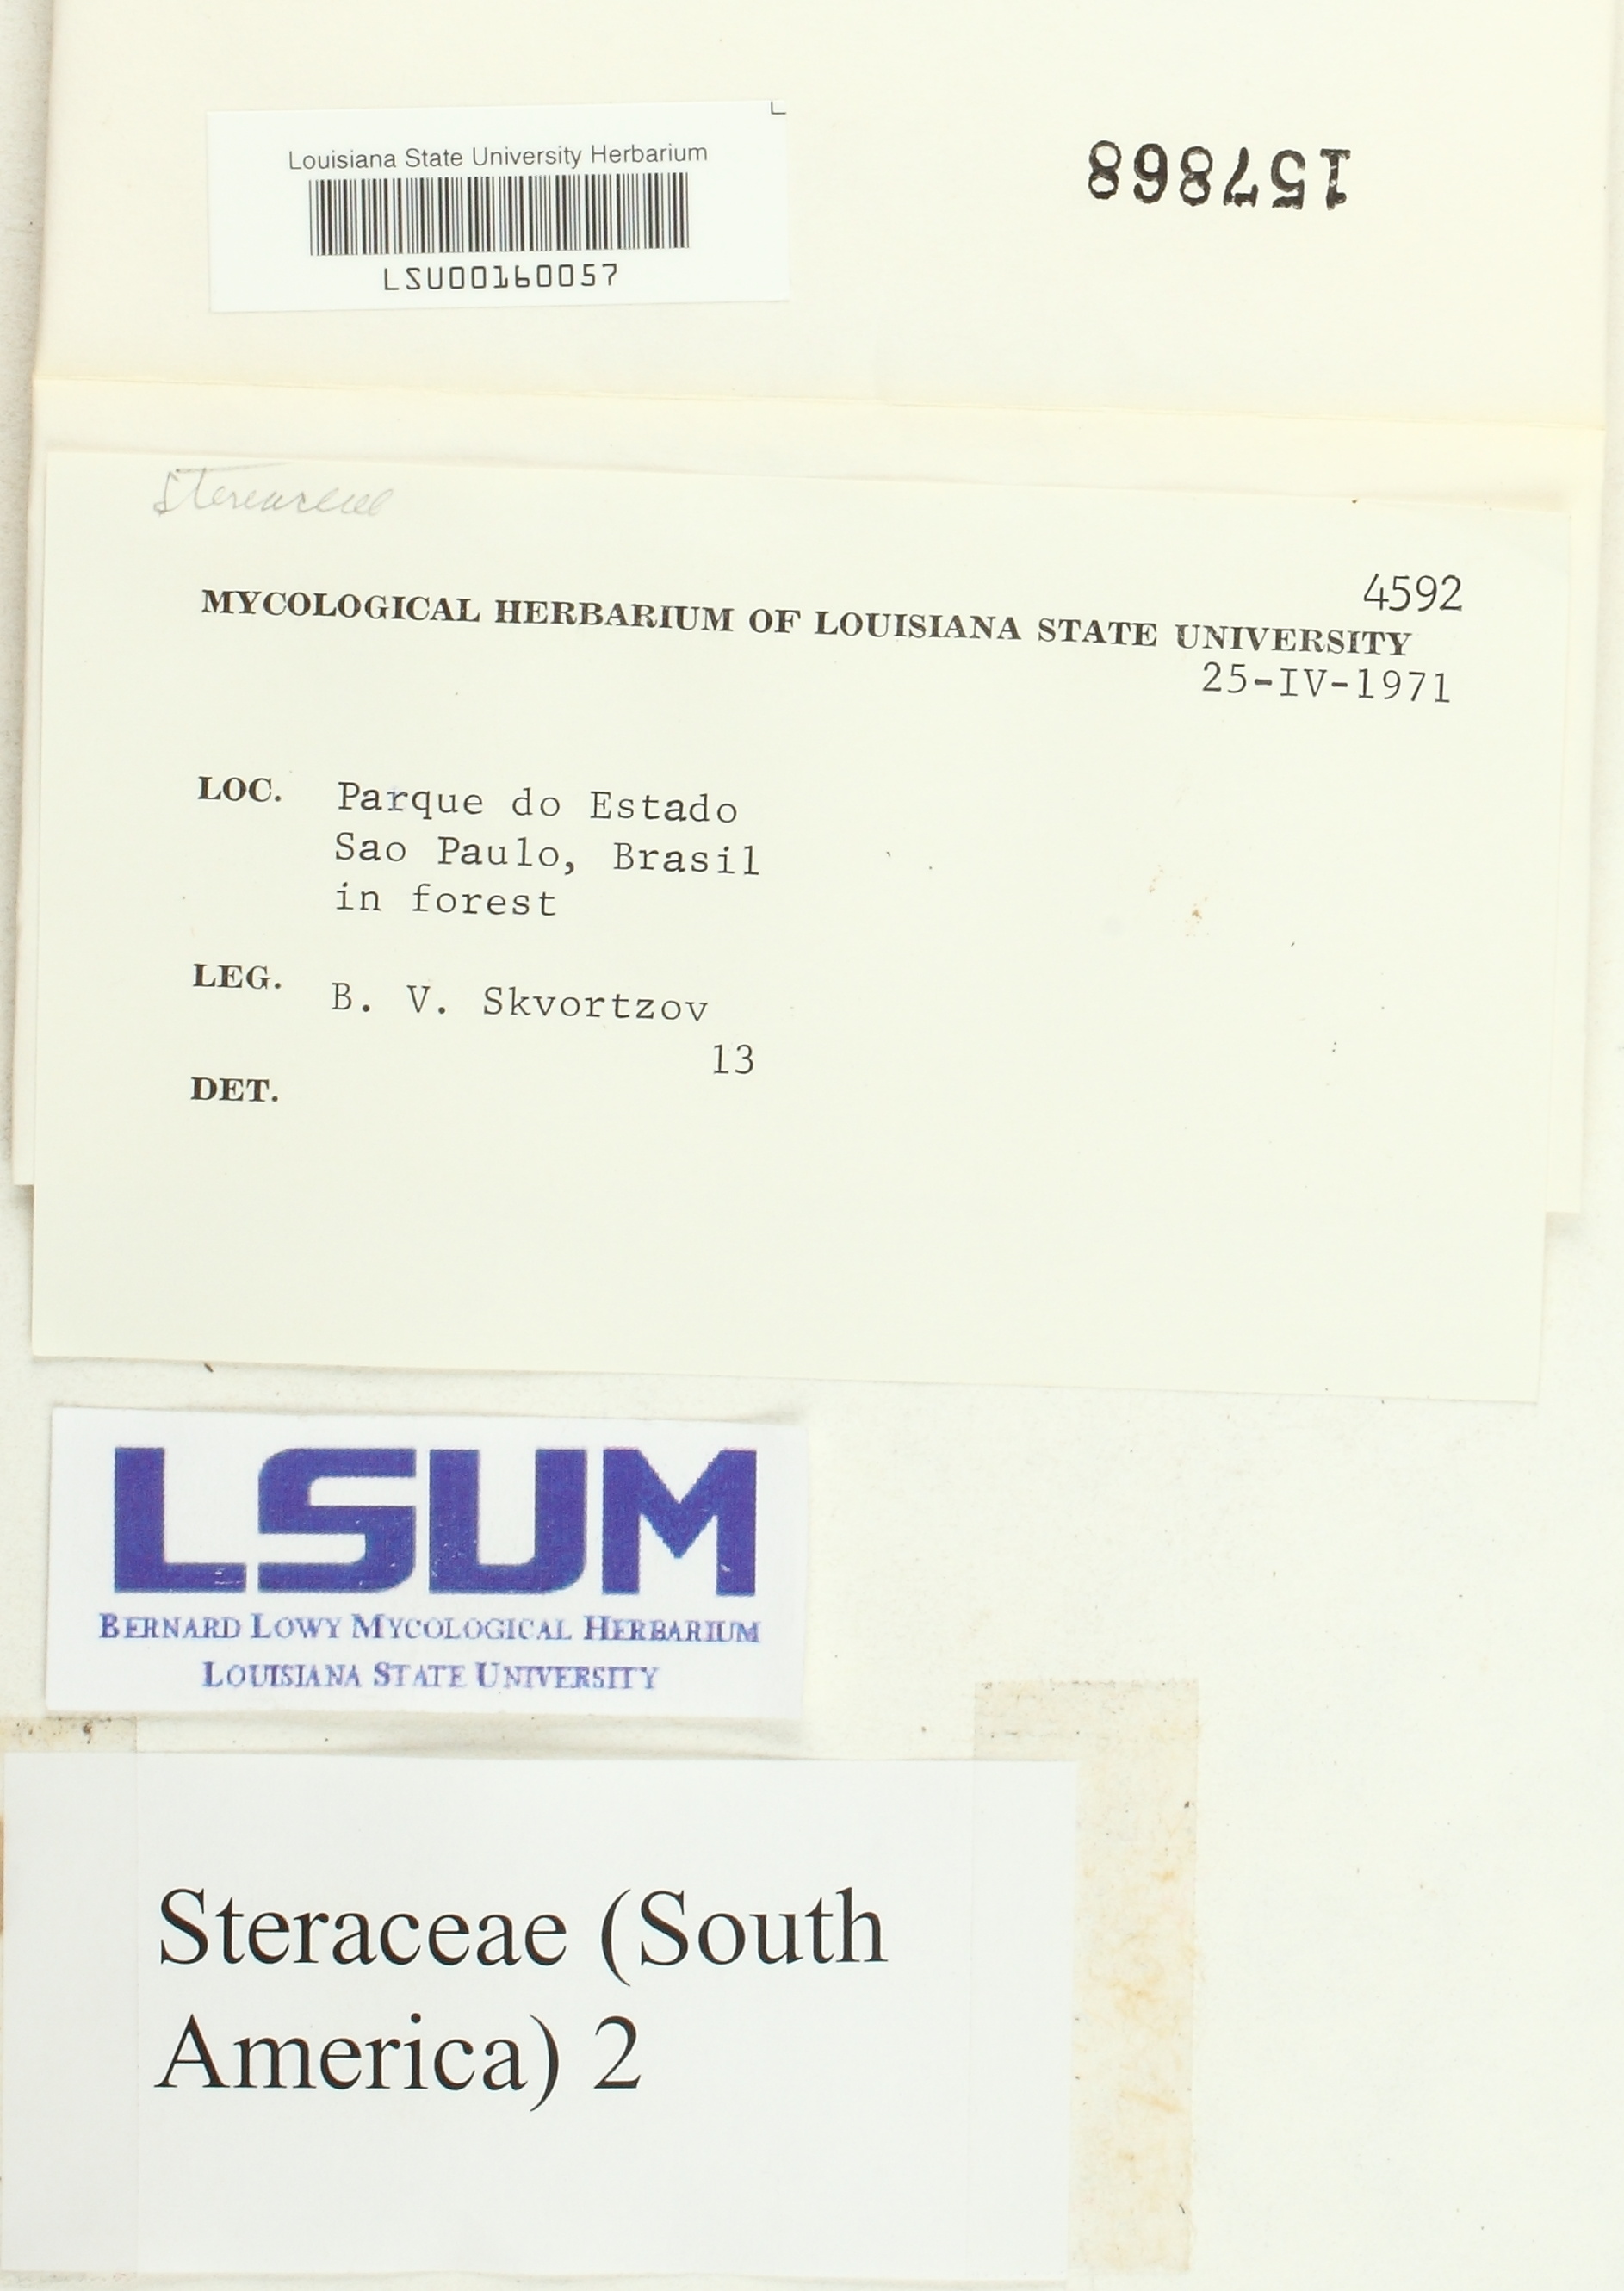 Louisiana State University Herbarium
LSU00160057
157868
Stereaceae
4592
MYCOLOGICAL HERBARIUM OF LOUISIANA STATE UNIVERSITY
25-IV-1971
LOC. Parque do Estado
Sao Paulo, Brasil
in forest
LEG. B. V. Skvortzov
13
DET.
LSUM
BERNARD LOWY MYCOLOGICAL HERBARIUM
LOUISIANA STATE UNIVERSITY
Steraceae (South
America) 2